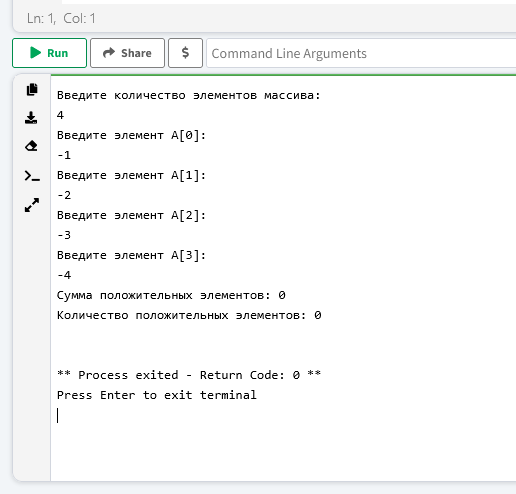 Ln: 1, Col: 1
Run Share $ Command Line Arguments
Введите количество элементов массива:
4
Введите элемент A[0]:
-1
Введите элемент A[1]:
-2
Введите элемент A[2]:
-3
Введите элемент A[3]:
-4
Сумма положительных элементов: 0
Количество положительных элементов: 0
** Process exited - Return Code: 0 **
Press Enter to exit terminal